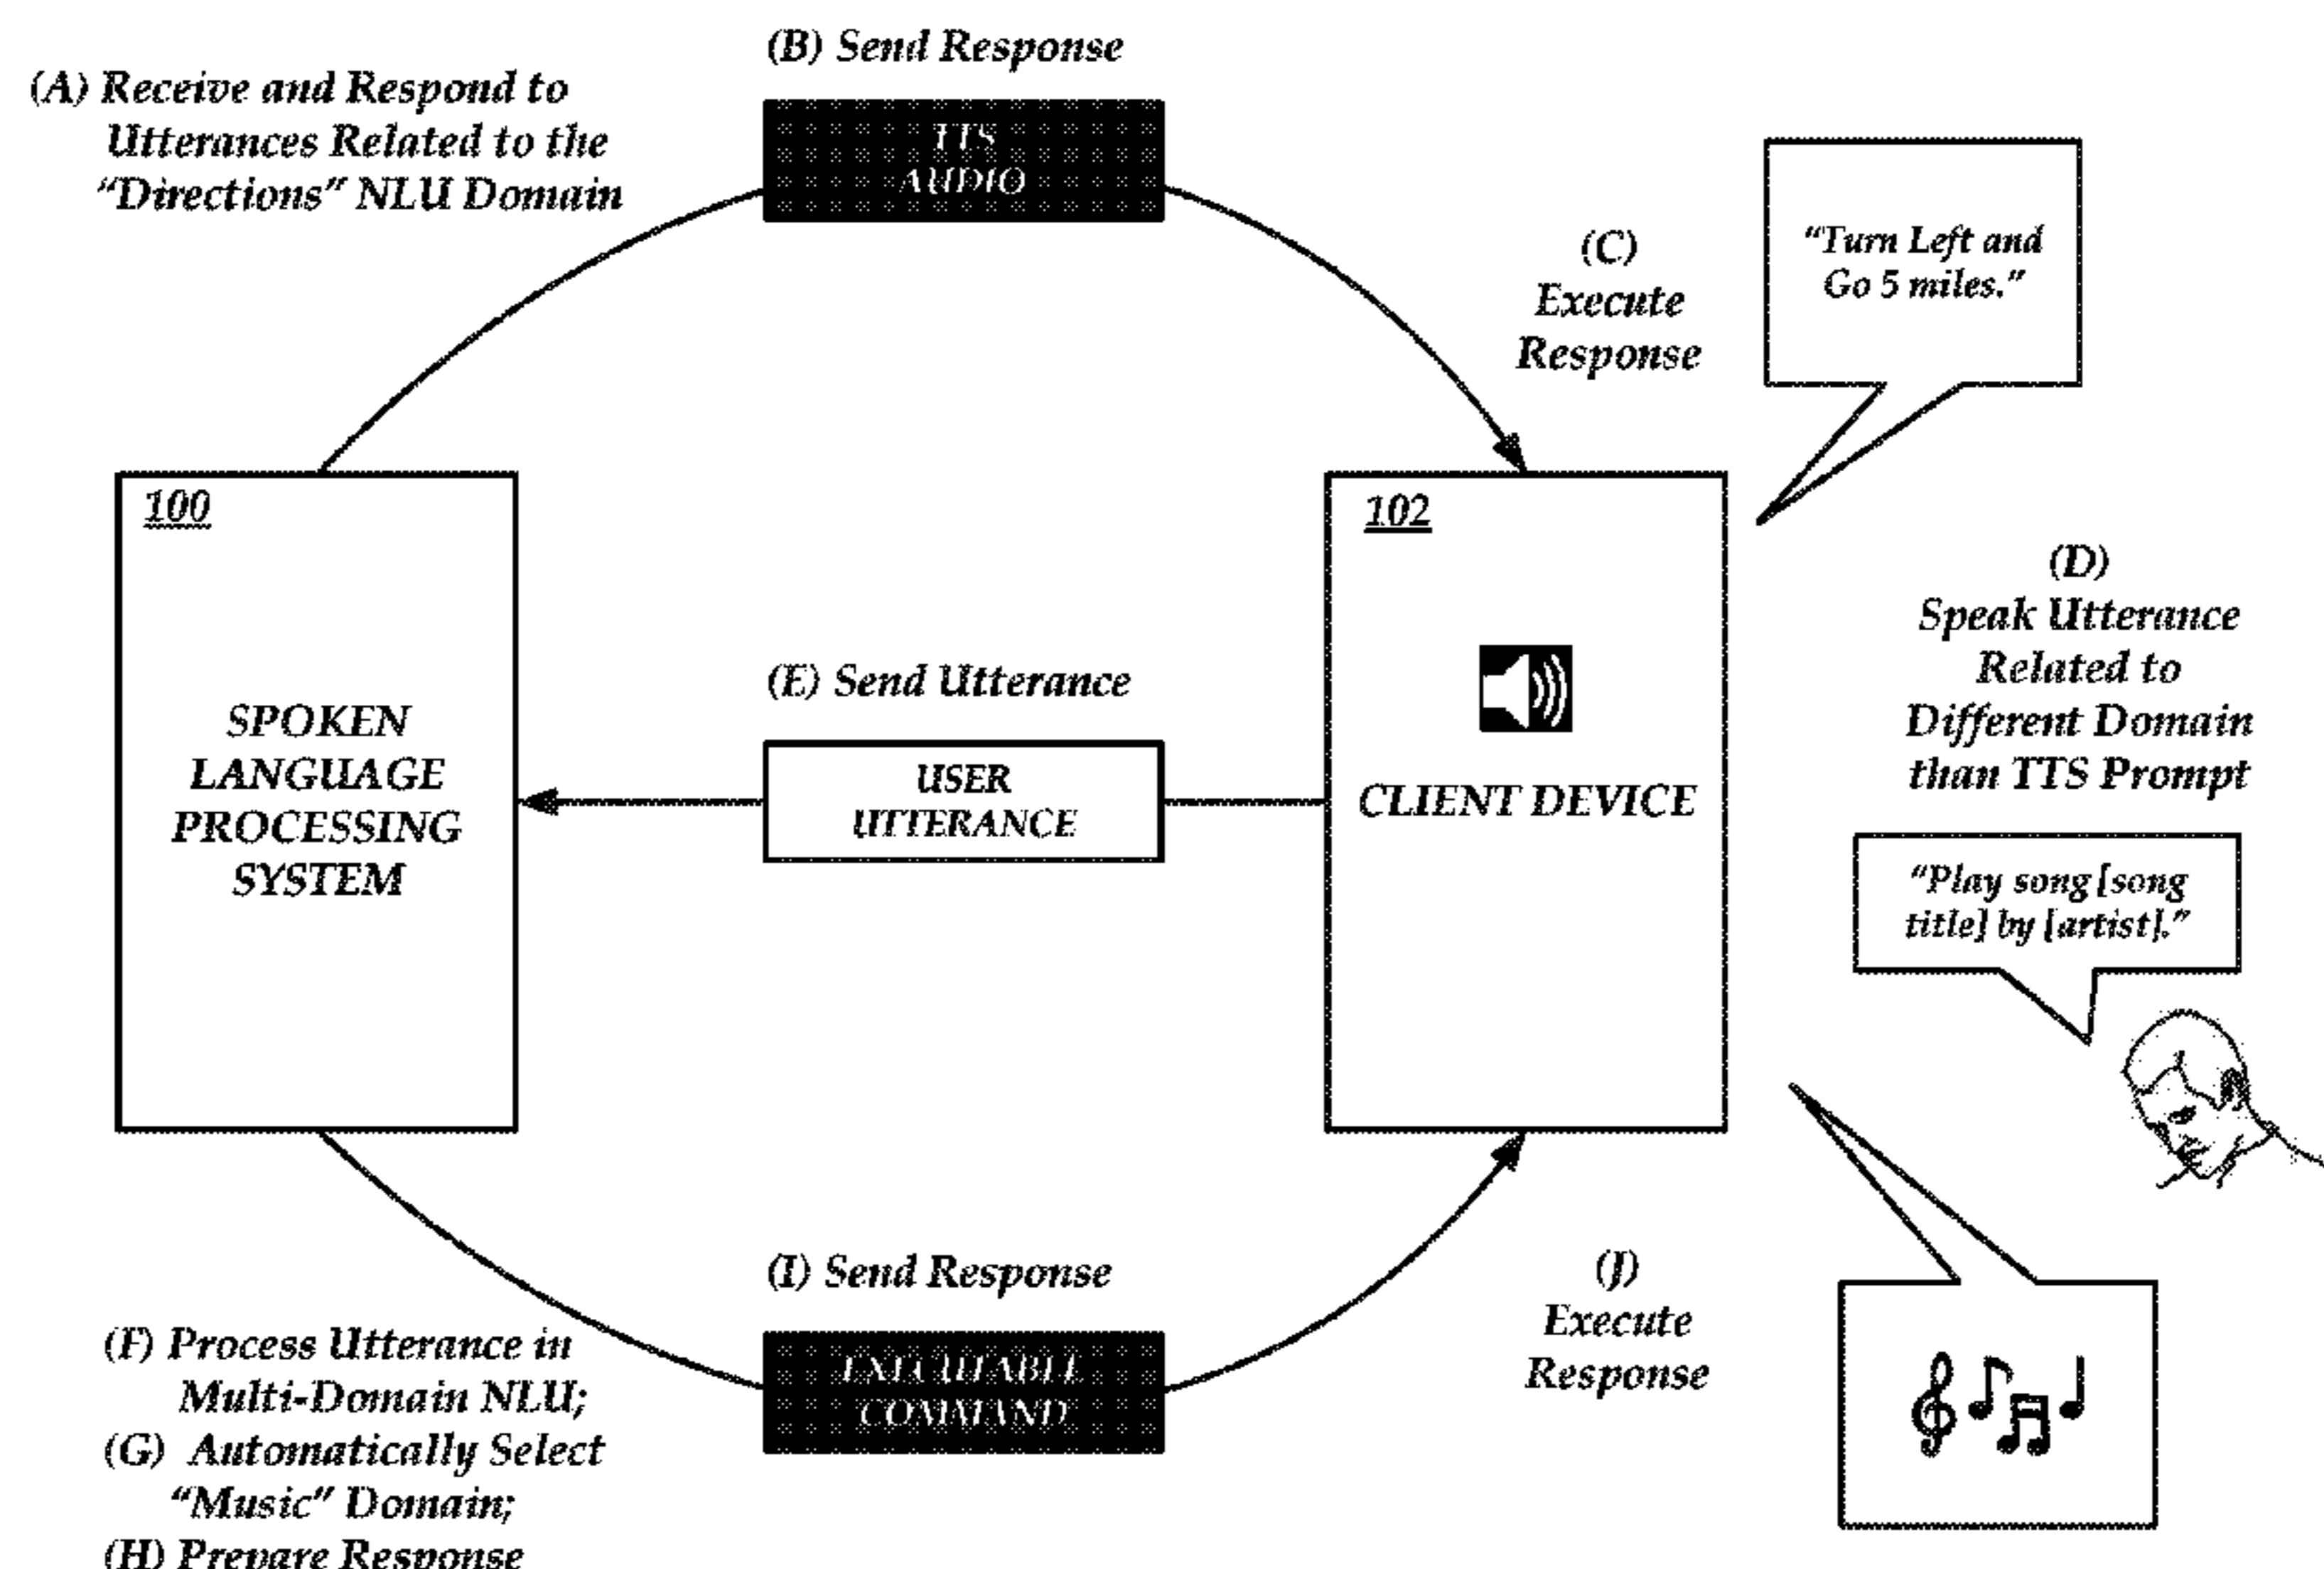 (A) Receive and Respond to
Utterances Related to the
“Directions” NLU Domain
(B) Send Response
TTS
AUDIO
(C)
Execute
Response
“Turn Left and
Go 5 miles.”
100
SPOKEN
LANGUAGE
PROCESSING
SYSTEM
102
CLIENT DEVICE
(D)
Speak Utterance
Related to
Different Domain
than TTS Prompt
“Play song [song
title] by [artist].”
(E) Send Utterance
USER
UTTERANCE
(F) Process Utterance in
Multi-Domain NLU;
(G) Automatically Select
“Music” Domain;
(H) Prepare Response
(I) Send Response
EXECUTABLE
COMMAND
(J)
Execute
Response